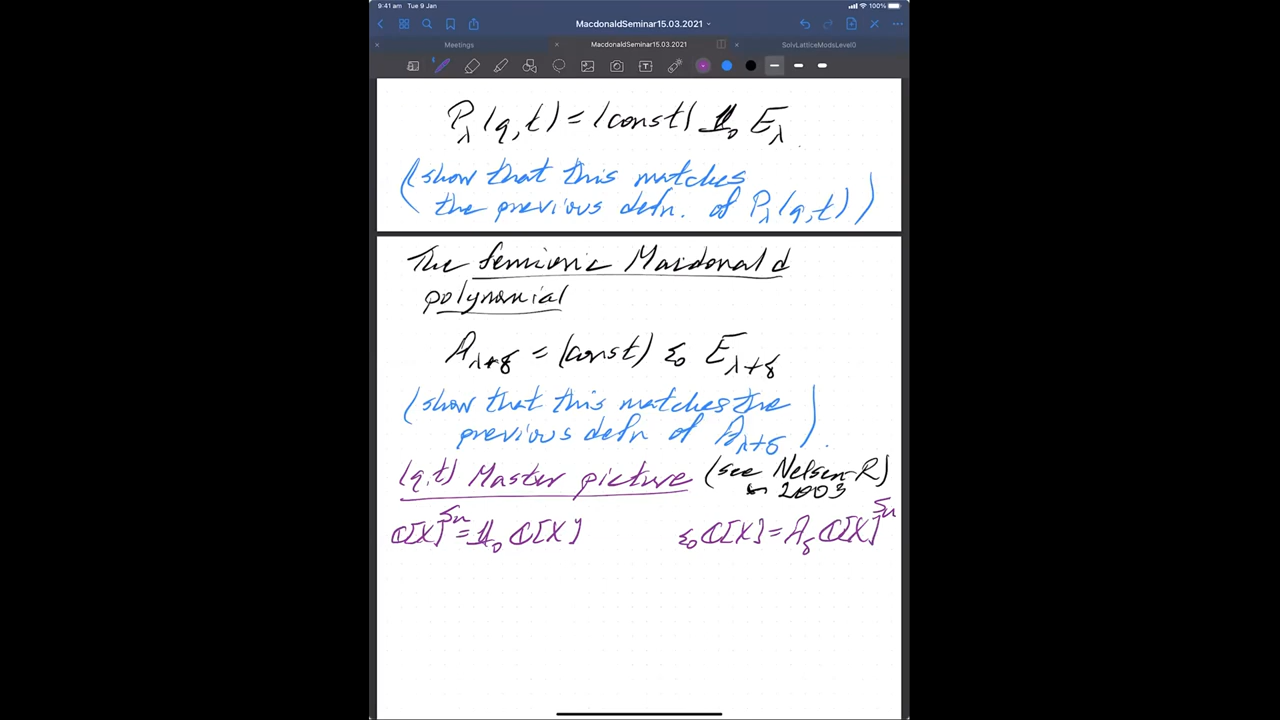 9:41 am Tue 9 Jan
100%
MacdonaldSeminar15.03.2021
Meetings
MacdonaldSeminar15.03.2021
SolvLatticeModsLevel0
P_λ(q,t) = (const) 𝟙_0 E_λ
(show that this matches
the previous defn. of P_λ(q,t))
The fermionic Macdonald
polynomial
A_{λ+δ} = (const) ε_0 E_{λ+δ}
(show that this matches the
previous defn of A_{λ+δ}).
(q,t) Master picture (see Nelsen-R)
2003
ℂ[X]^{S_n} = 𝟙_0 ℂ[X]
ε_0 ℂ[X] = A_δ ℂ[X]^{S_n}